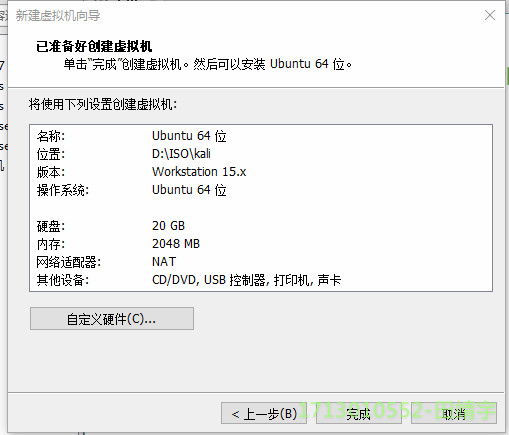 新建虚拟机向导
已准备好创建虚拟机
单击“完成”创建虚拟机。然后可以安装 Ubuntu 64 位。
将使用下列设置创建虚拟机:
名称: Ubuntu 64 位
位置: D:\ISO\kali
版本: Workstation 15.x
操作系统: Ubuntu 64 位
硬盘: 20 GB
内存: 2048 MB
网络适配器: NAT
其他设备: CD/DVD, USB 控制器, 打印机, 声卡
自定义硬件(C)...
< 上一步(B) 完成 取消